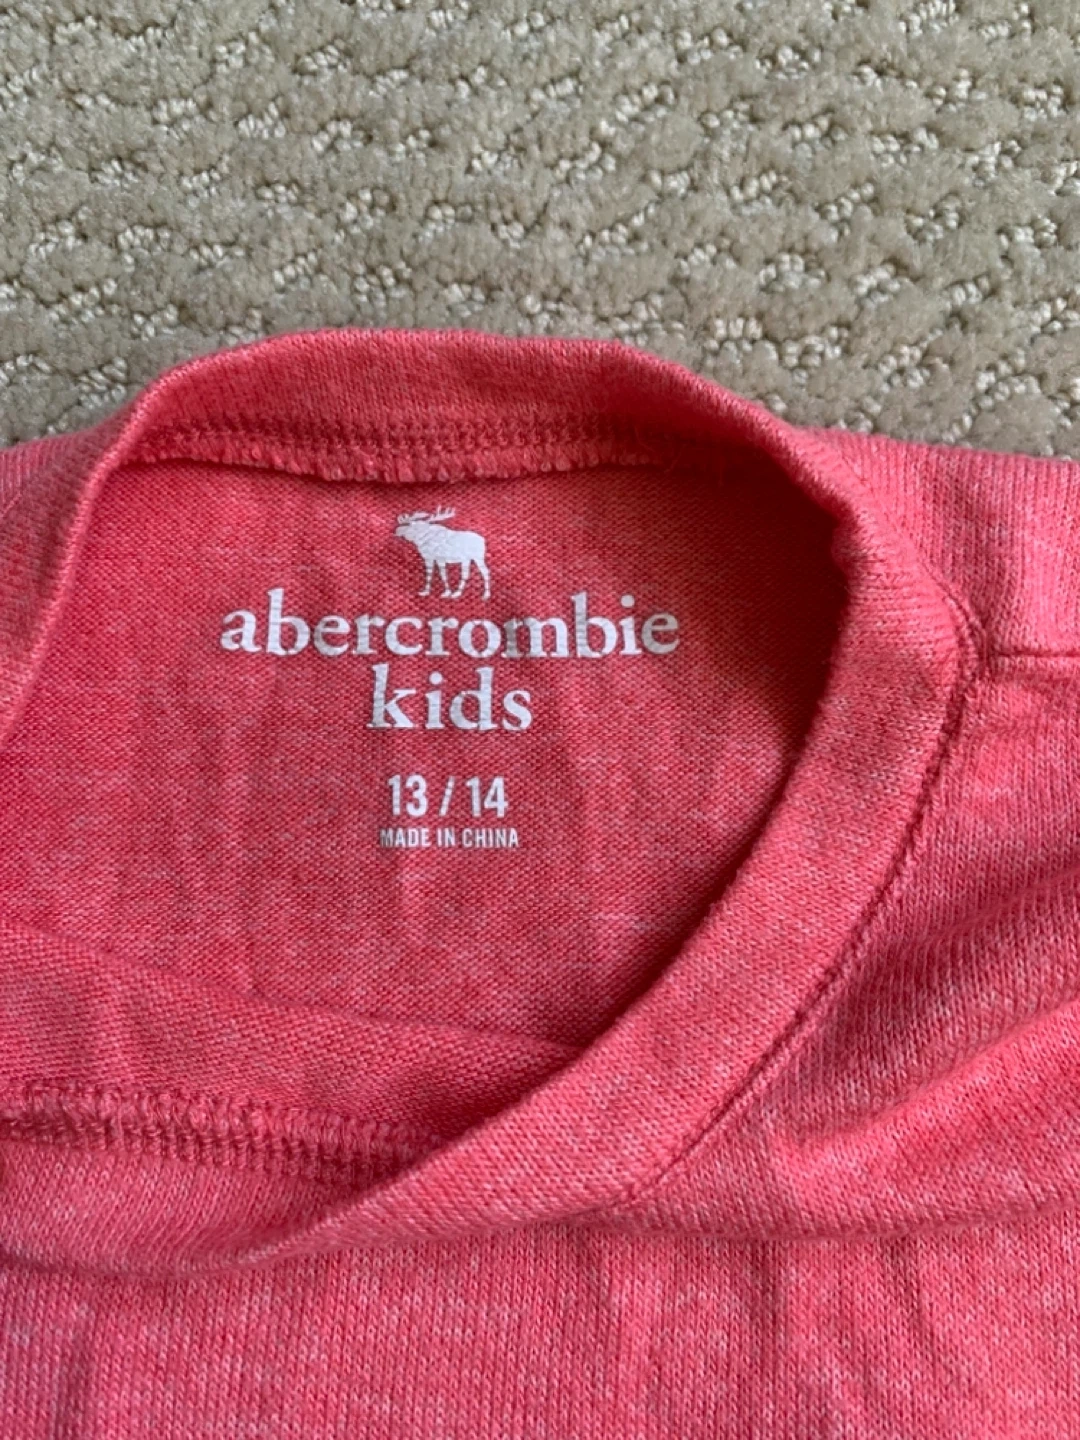 abercrombie
kids
13 / 14
MADE IN CHINA